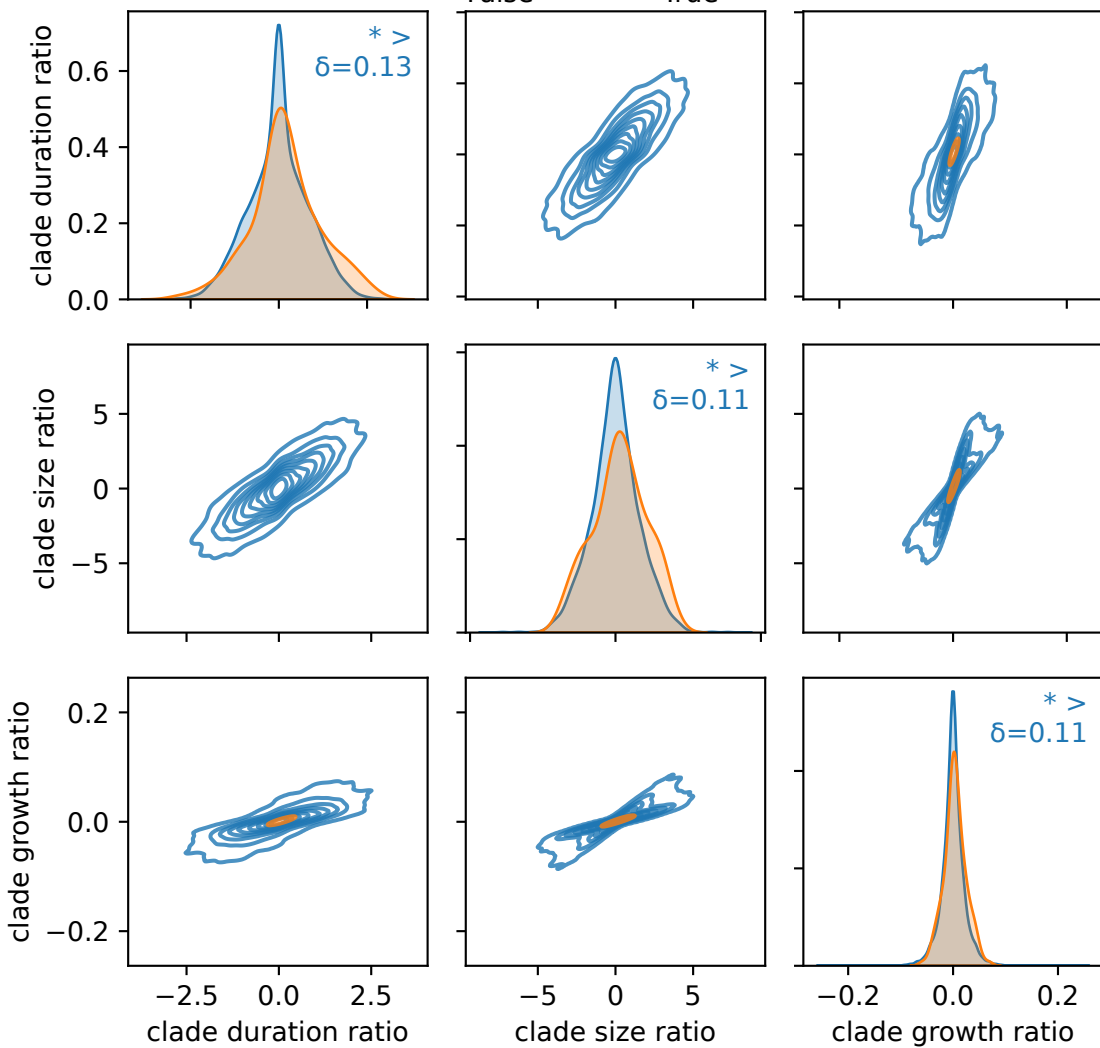 clade duration ratio
0.6
0.4
0.2
0.0
* >
δ=0.13
clade size ratio
5
0
−5
* >
δ=0.11
clade growth ratio
0.2
0.0
−0.2
* >
δ=0.11
−2.5 0.0 2.5
−5 0 5
−0.2 0.0 0.2
clade duration ratio
clade size ratio
clade growth ratio